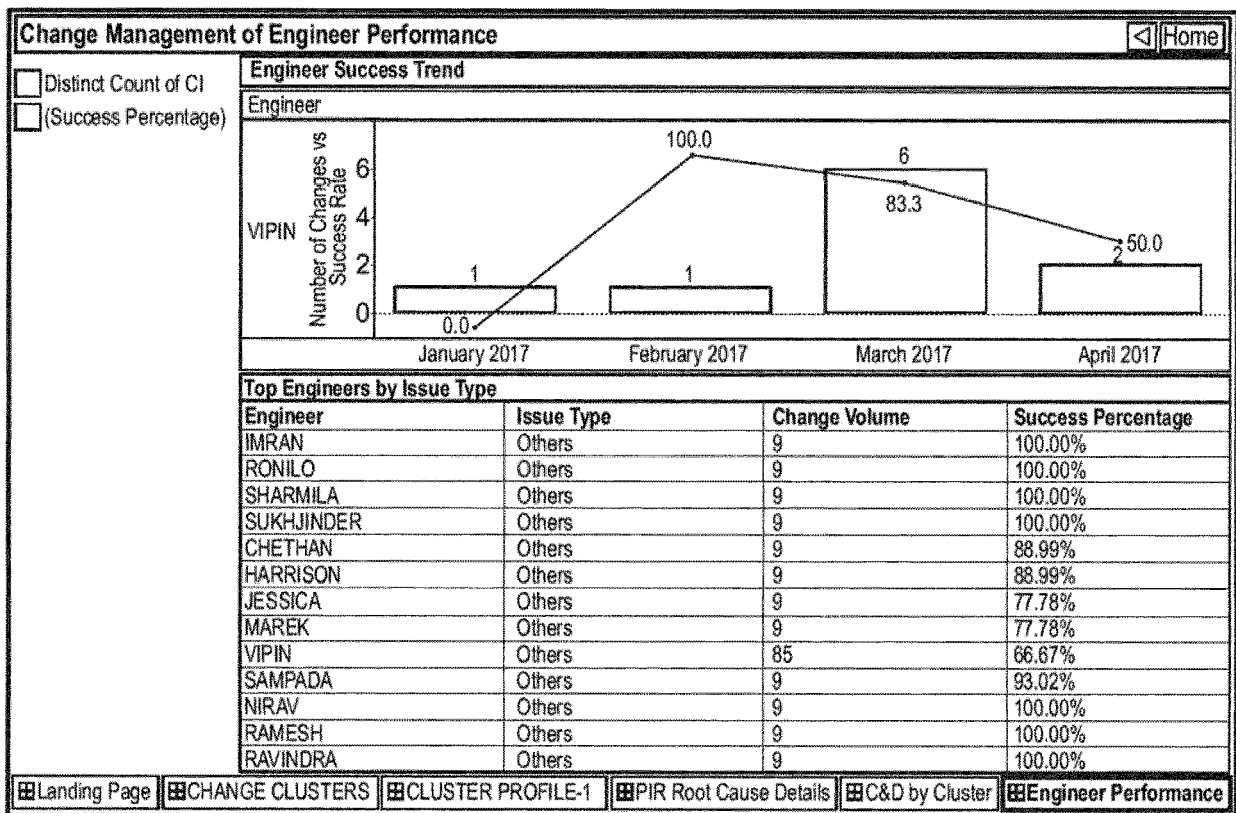 Change Management of Engineer Performance
Home
Distinct Count of CI
(Success Percentage)
Engineer Success Trend
Engineer
VIPIN
Number of Changes vs
Success Rate
6
4
2
0
1
0.0
1
100.0
6
83.3
2
50.0
January 2017 February 2017 March 2017 April 2017
Top Engineers by Issue Type
Engineer Issue Type Change Volume Success Percentage
IMRAN Others 9 100.00%
RONILO Others 9 100.00%
SHARMILA Others 9 100.00%
SUKHJINDER Others 9 100.00%
CHETHAN Others 9 88.99%
HARRISON Others 9 88.99%
JESSICA Others 9 77.78%
MAREK Others 9 77.78%
VIPIN Others 85 66.67%
SAMPADA Others 9 93.02%
NIRAV Others 9 100.00%
RAMESH Others 9 100.00%
RAVINDRA Others 9 100.00%
Landing Page CHANGE CLUSTERS CLUSTER PROFILE-1 PIR Root Cause Details C&D by Cluster Engineer Performance